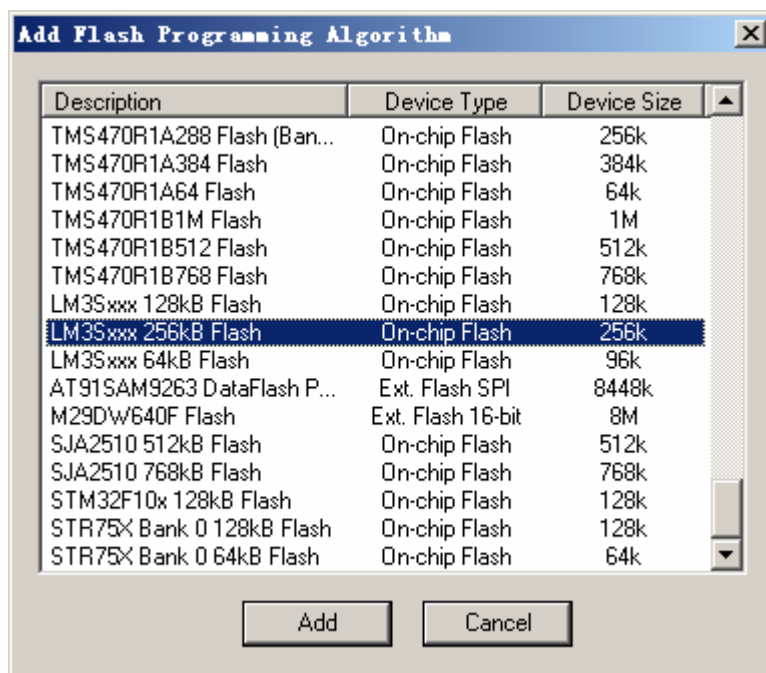 Add Flash Programming Algorithm
Description Device Type Device Size
TMS470R1A288 Flash (Ban... On-chip Flash 256k
TMS470R1A384 Flash On-chip Flash 384k
TMS470R1A64 Flash On-chip Flash 64k
TMS470R1B1M Flash On-chip Flash 1M
TMS470R1B512 Flash On-chip Flash 512k
TMS470R1B768 Flash On-chip Flash 768k
LM3Sxxx 128kB Flash On-chip Flash 128k
LM3Sxxx 256kB Flash On-chip Flash 256k
LM3Sxxx 64kB Flash On-chip Flash 96k
AT91SAM9263 DataFlash P... Ext. Flash SPI 8448k
M29DW640F Flash Ext. Flash 16-bit 8M
SJA2510 512kB Flash On-chip Flash 512k
SJA2510 768kB Flash On-chip Flash 768k
STM32F10x 128kB Flash On-chip Flash 128k
STR75X Bank 0 128kB Flash On-chip Flash 128k
STR75X Bank 0 64kB Flash On-chip Flash 64k
Add Cancel